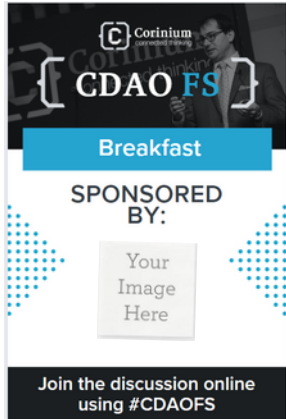 Corinium
connected thinking
CDAO FS
Breakfast
SPONSORED
BY:
Your
Image
Here
Join the discussion online
using #CDAOFS